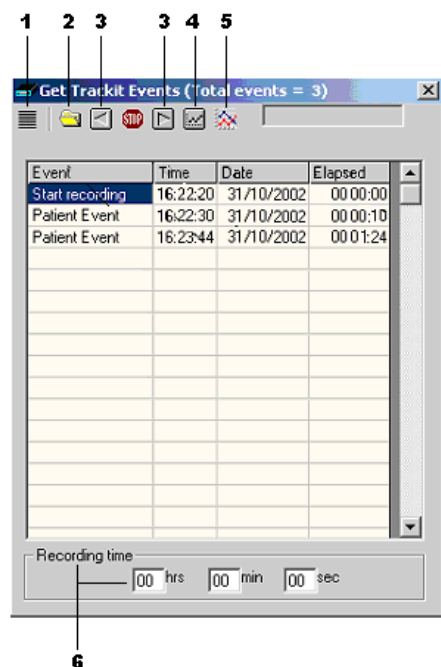 1 2 3 3 4 5
Get Trackit Events (Total events = 3)
STOP
Event Time Date Elapsed
Start recording 16:22:20 31/10/2002 00 00:00
Patient Event 16:22:30 31/10/2002 00 00:10
Patient Event 16:23:44 31/10/2002 00 01:24
Recording time
00 hrs 00 min 00 sec
6